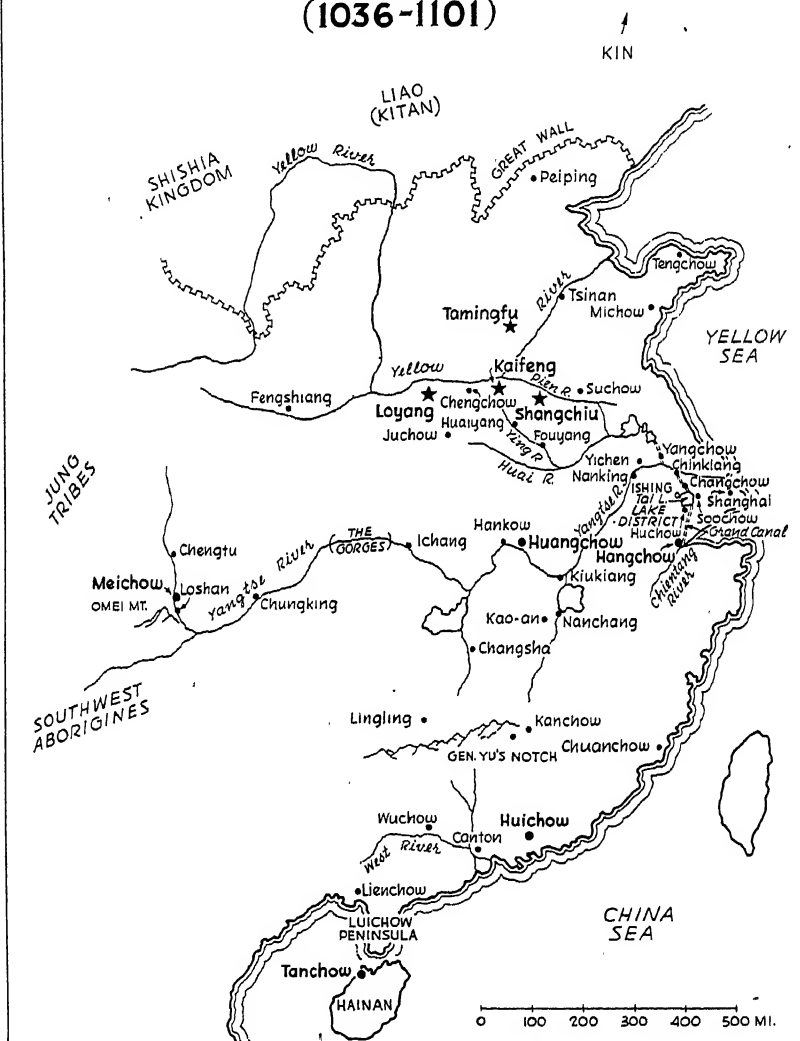 (1036-1101)
KIN
LIAO
(KITAN)
SHISHIA
KINGDOM
Yellow River
GREAT WALL
Peiping
Tengchow
River
Tsinan
Michow
Tamingfu
YELLOW
SEA
Yellow
Kaifeng
Pien R.
Suchow
Fengshiang
Loyang
Chengchow
Shangchiu
Huaiyang
Juchow
Ying R.
Fouyang
Huai R.
JUNG
TRIBES
Yichen
Yangchow
Chinkiang
Nanking
ISHING
Changchow
Tai L.
Shanghai
LAKE
DISTRICT
Soochow
Huchow
Grand Canal
Hangchow
Chientang
River
Yangtse R.
Hankow
Huangchow
Kiukiang
THE
GORGES
Ichang
Chengtu
Meichow
Loshan
OMEI MT.
Yangtse River
Chungking
Kao-an
Nanchang
Changsha
SOUTHWEST
ABORIGINES
Lingling
Kanchow
GEN. YU'S NOTCH
Chuanchow
Wuchow
Huichow
Canton
West River
Lienchow
LUICHOW
PENINSULA
CHINA
SEA
Tanchow
HAINAN
0 100 200 300 400 500 MI.